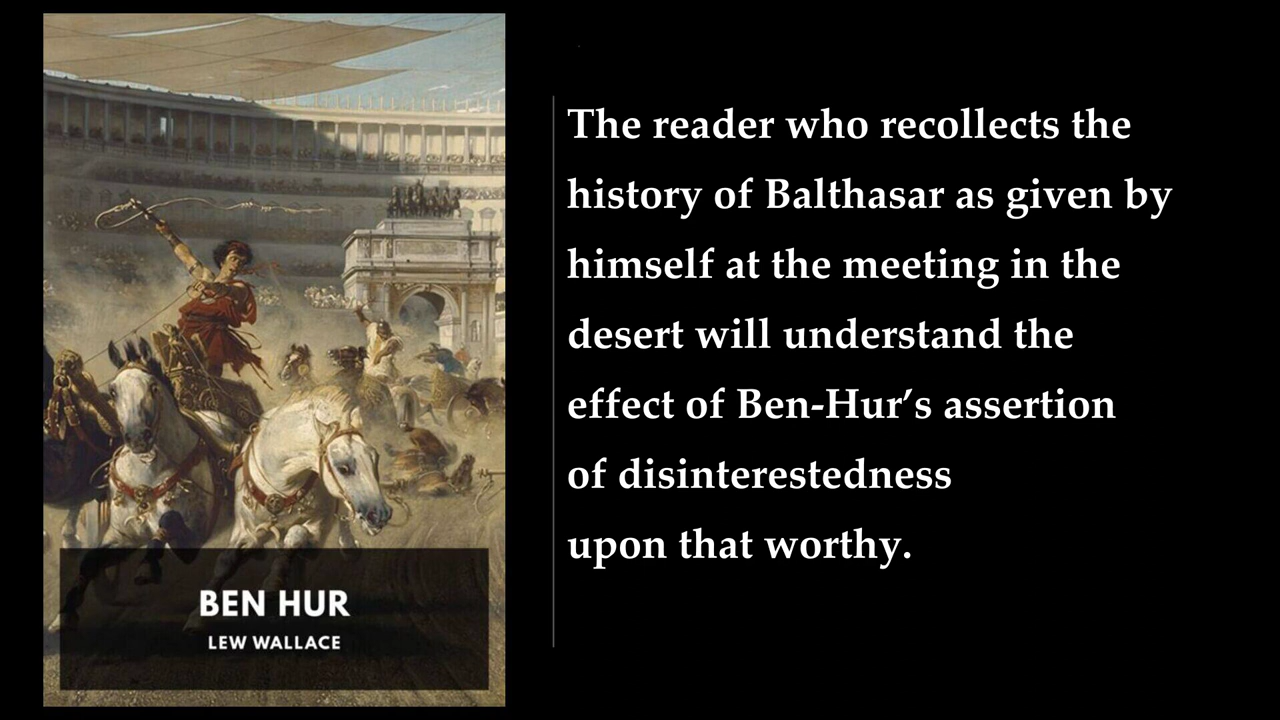 BEN HUR
LEW WALLACE
The reader who recollects the
history of Balthasar as given by
himself at the meeting in the
desert will understand the
effect of Ben-Hur’s assertion
of disinterestedness
upon that worthy.